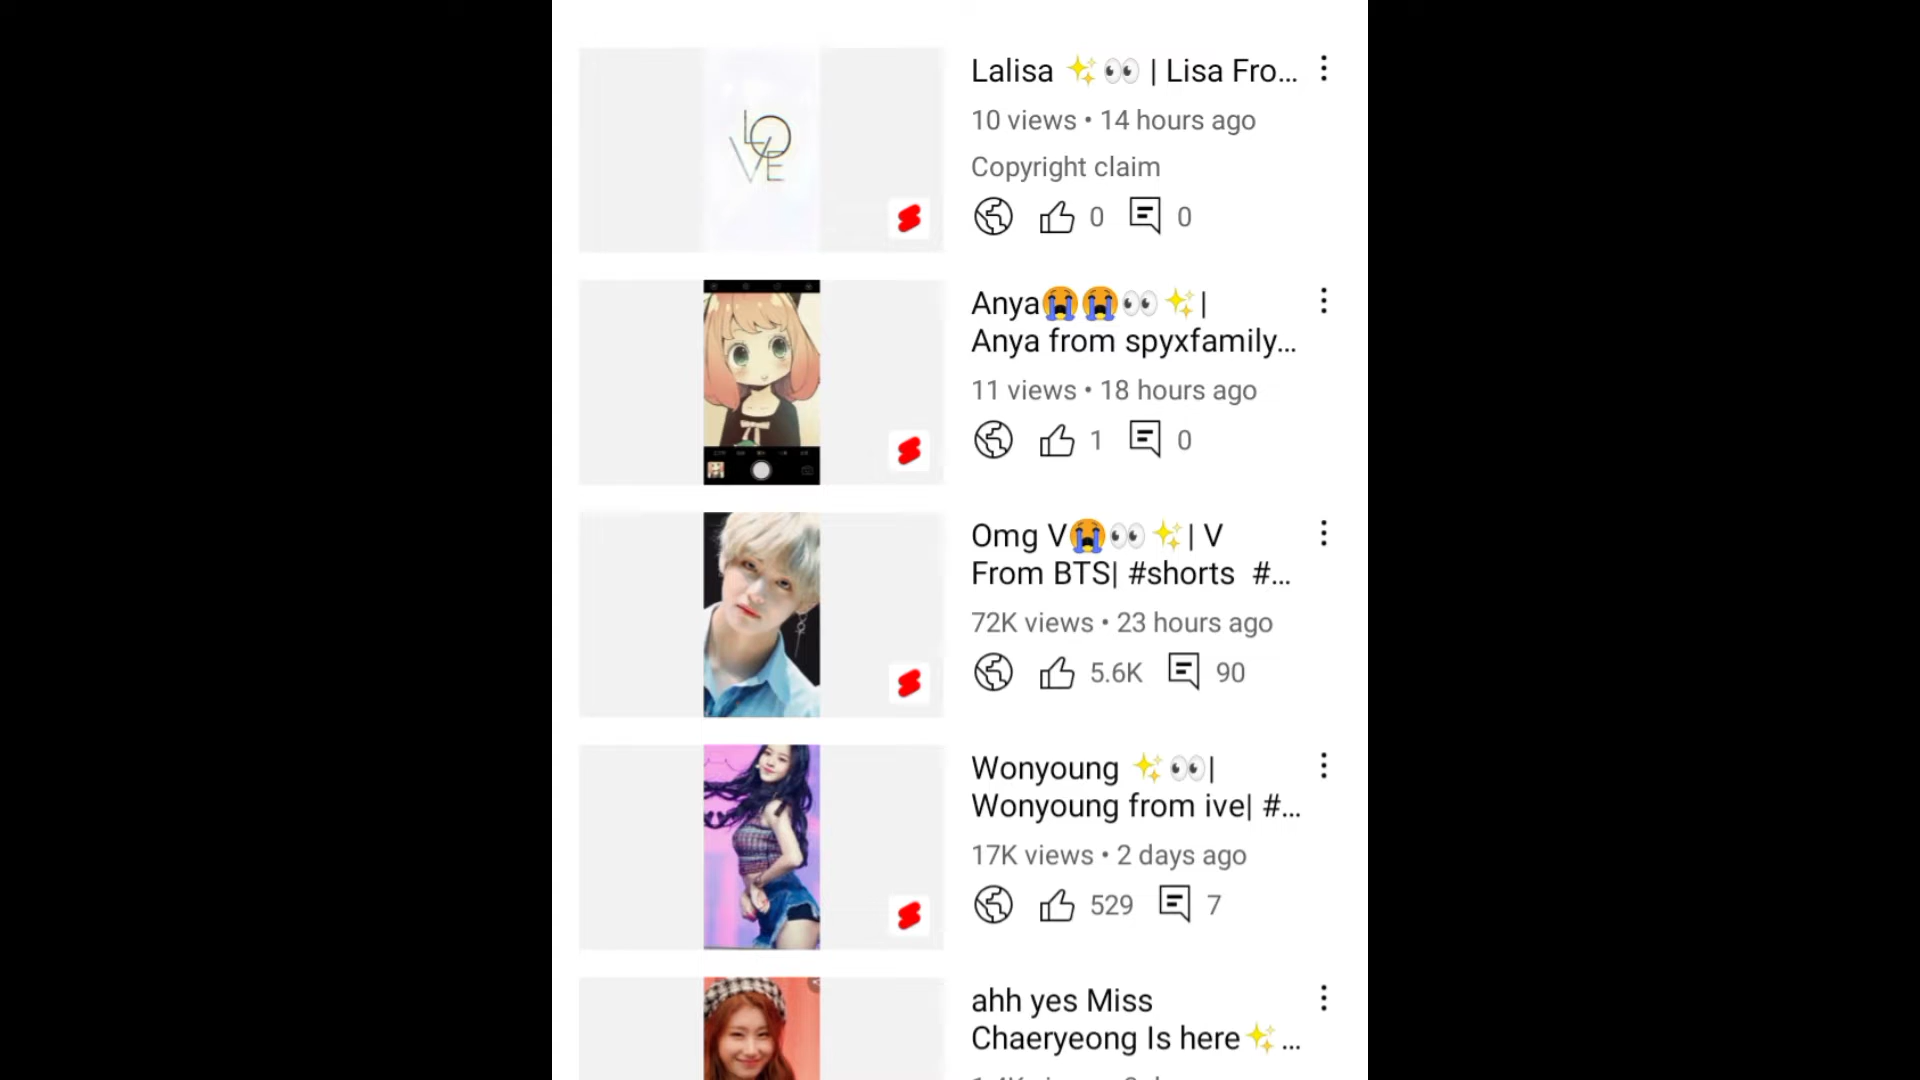 LOVE
Lalisa ✨👀 | Lisa Fro...
10 views • 14 hours ago
Copyright claim
0 0
Anya😭😭👀✨|
Anya from spyxfamily...
11 views • 18 hours ago
1 0
Omg V😭👀✨| V
From BTS| #shorts #...
72K views • 23 hours ago
5.6K 90
Wonyoung ✨👀|
Wonyoung from ive| #...
17K views • 2 days ago
529 7
ahh yes Miss
Chaeryeong Is here✨...